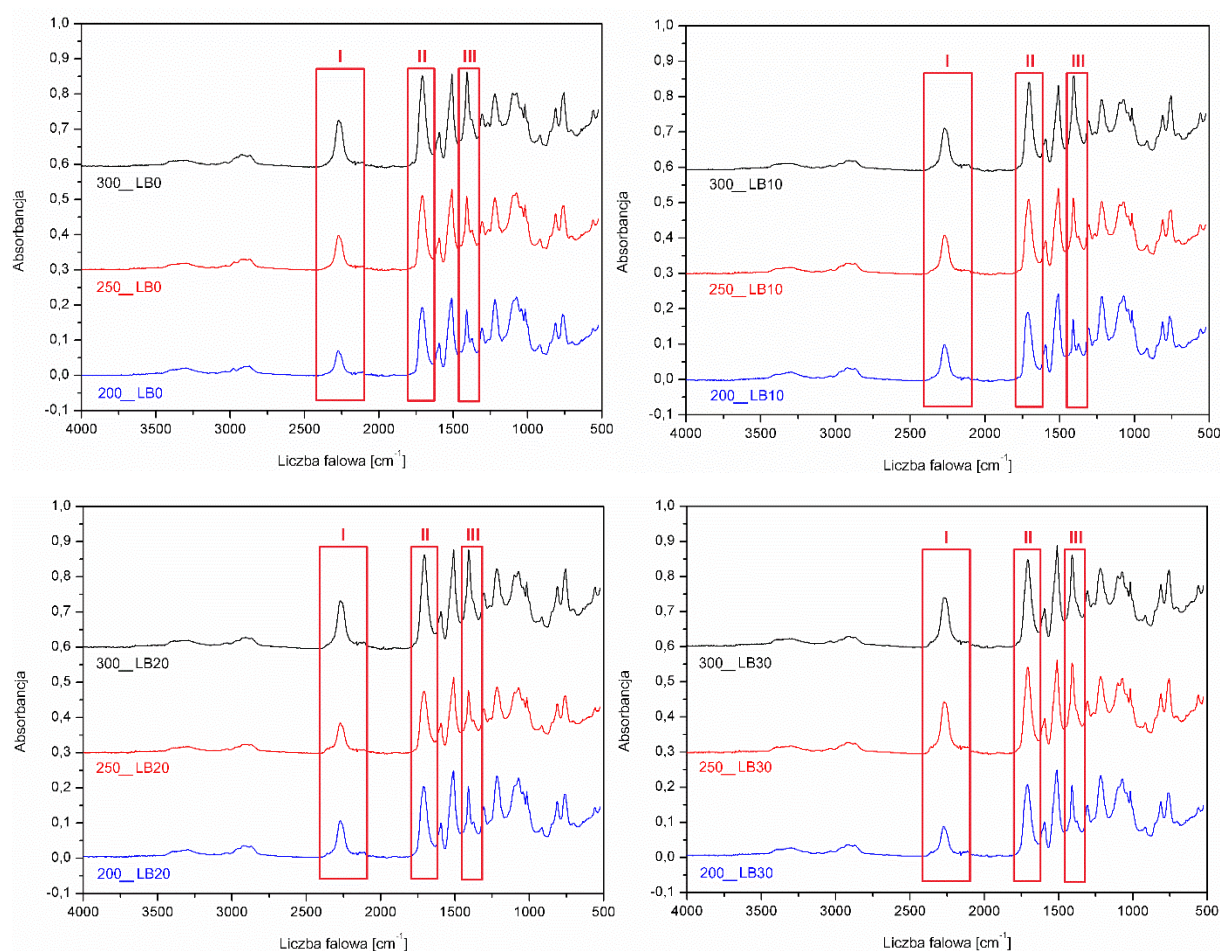 1,0
0,9
0,8
0,7
0,6
0,5
0,4
0,3
0,2
0,1
0,0
-0,1
Absorbancja
I II III
300__LB0
250__LB0
200__LB0
4000 3500 3000 2500 2000 1500 1000 500
Liczba falowa [cm-1]
1,0
0,9
0,8
0,7
0,6
0,5
0,4
0,3
0,2
0,1
0,0
-0,1
Absorbancja
I II III
300__LB10
250__LB10
200__LB10
4000 3500 3000 2500 2000 1500 1000 500
Liczba falowa [cm-1]
1,0
0,9
0,8
0,7
0,6
0,5
0,4
0,3
0,2
0,1
0,0
-0,1
Absorbancja
I II III
300__LB20
250__LB20
200__LB20
4000 3500 3000 2500 2000 1500 1000 500
Liczba falowa [cm-1]
1,0
0,9
0,8
0,7
0,6
0,5
0,4
0,3
0,2
0,1
0,0
-0,1
Absorbancja
I II III
300__LB30
250__LB30
200__LB30
4000 3500 3000 2500 2000 1500 1000 500
Liczba falowa [cm-1]